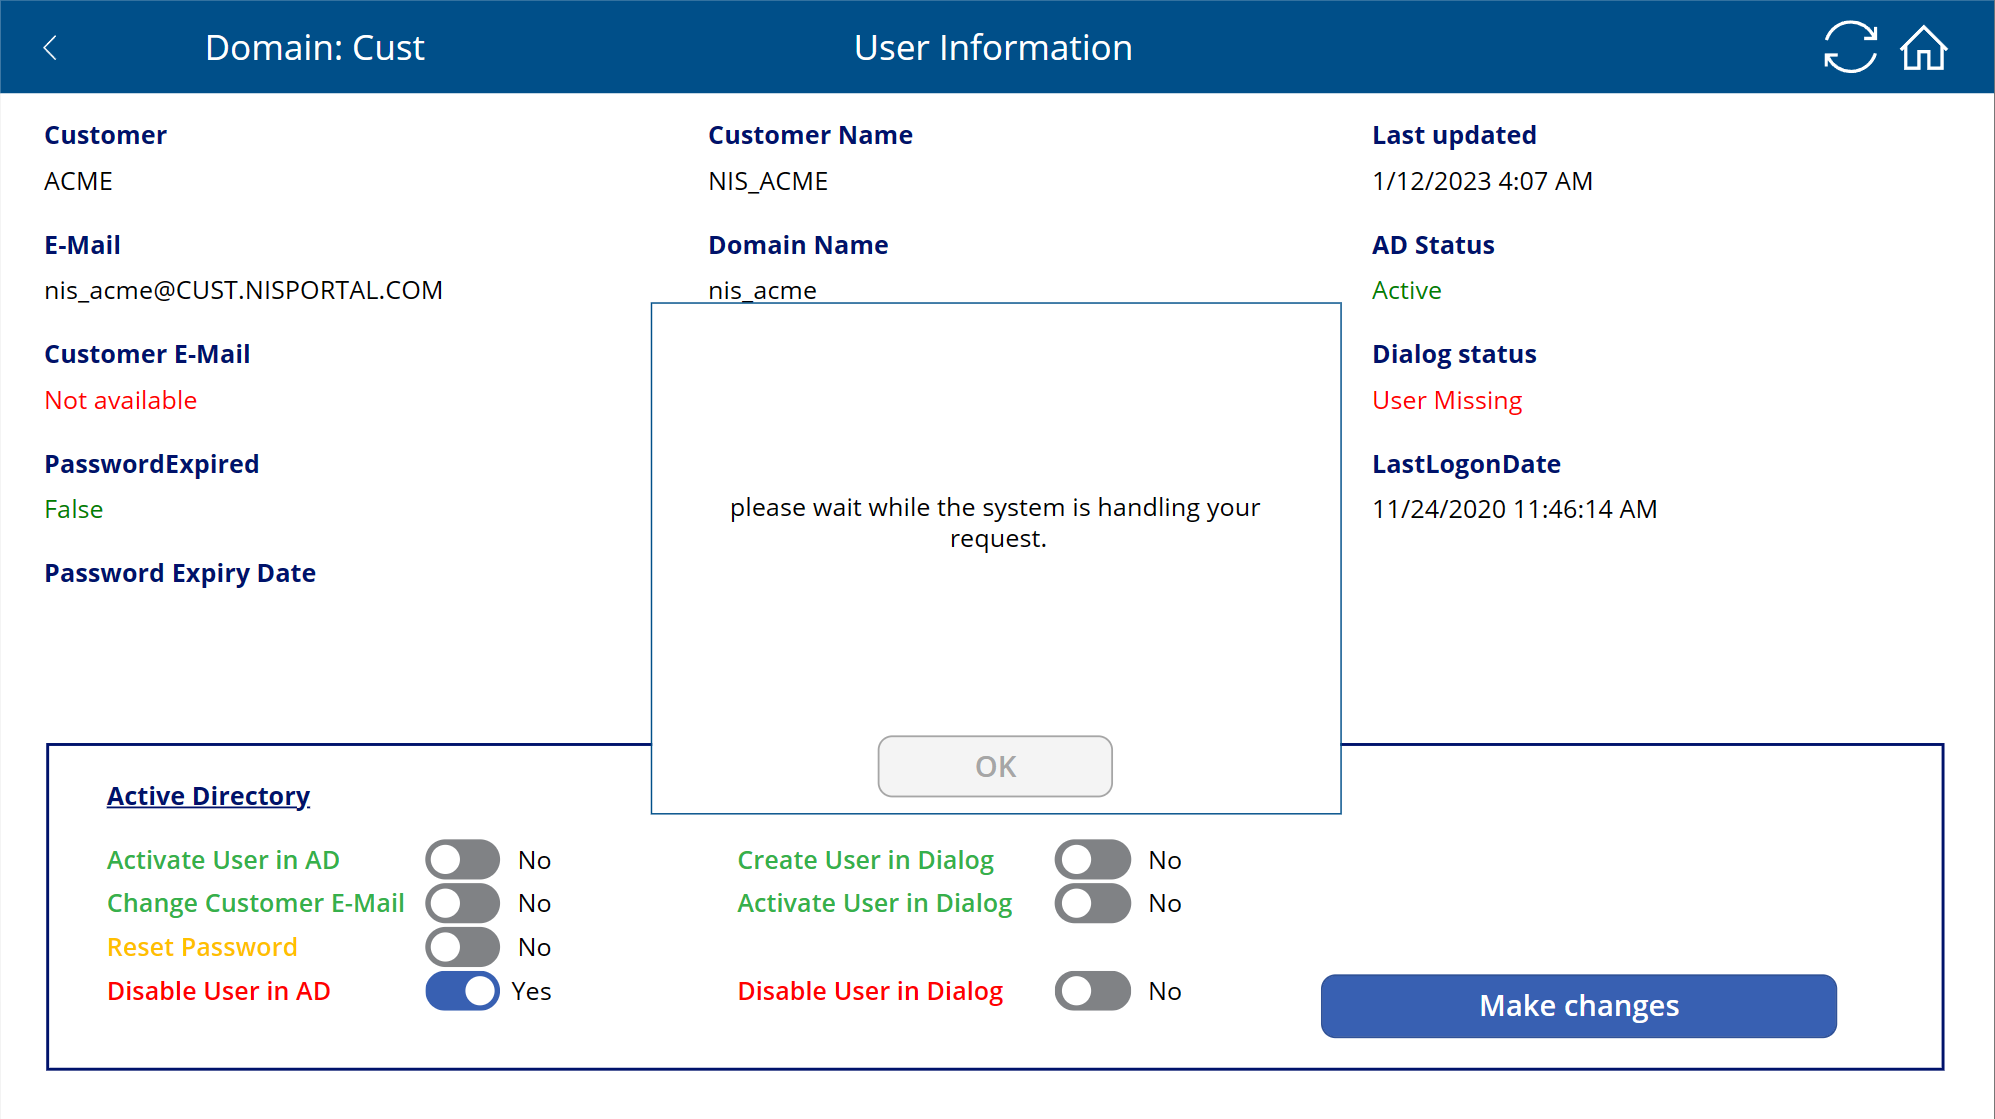 Domain: Cust
User Information
Customer
ACME
Customer Name
NIS_ACME
Last updated
1/12/2023 4:07 AM
E-Mail
nis_acme@CUST.NISPORTAL.COM
Domain Name
nis_acme
AD Status
Active
Customer E-Mail
Not available
Dialog status
User Missing
PasswordExpired
False
LastLogonDate
11/24/2020 11:46:14 AM
Password Expiry Date
please wait while the system is handling your
request.
OK
Active Directory
Activate User in AD No
Create User in Dialog No
Change Customer E-Mail No
Activate User in Dialog No
Reset Password No
Disable User in AD Yes
Disable User in Dialog No
Make changes